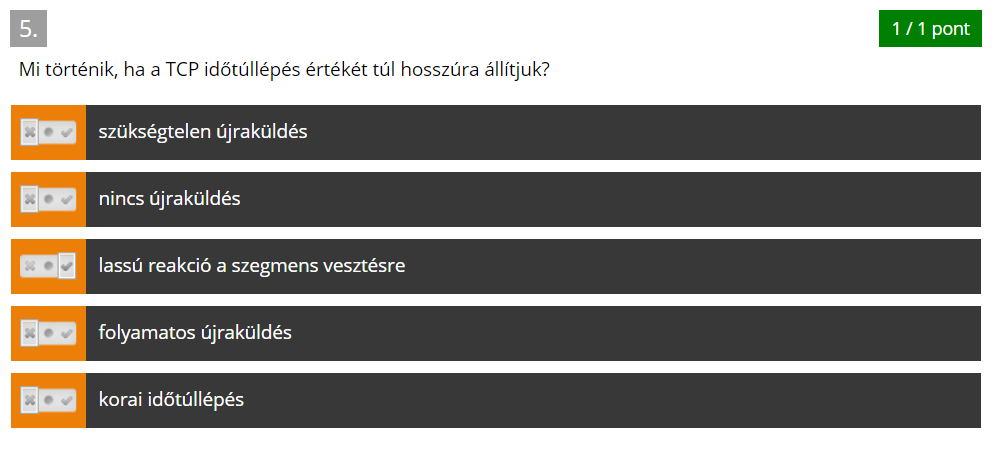 5.
1 / 1 pont
Mi történik, ha a TCP időtúllépés értékét túl hosszúra állítjuk?
szükségtelen újraküldés
nincs újraküldés
lassú reakció a szegmens vesztésre
folyamatos újraküldés
korai időtúllépés